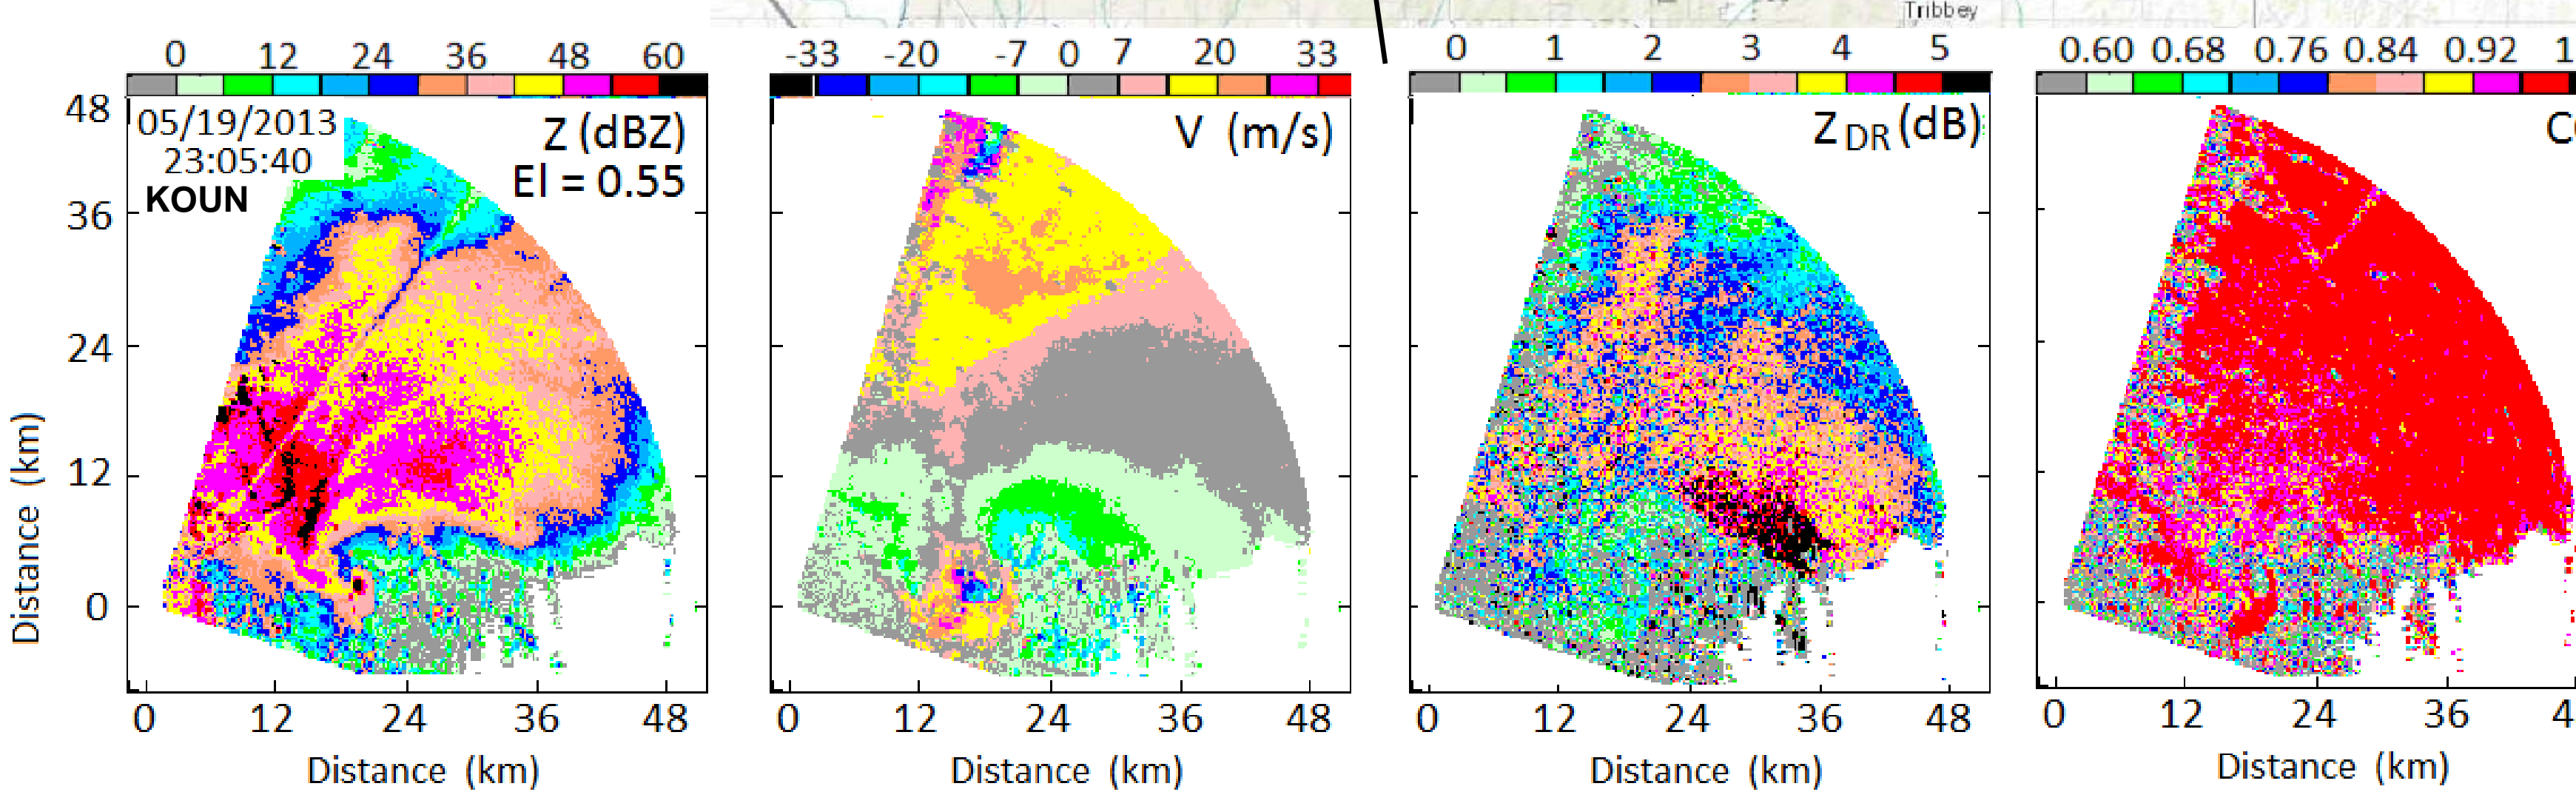 Tribbey
0 12 24 36 48 60
-33 -20 -7 0 7 20 33
0 1 2 3 4 5
0.60 0.68 0.76 0.84 0.92 1
05/19/2013
23:05:40
KOUN
Z (dBZ)
El = 0.55
V (m/s)
Z DR (dB)
C
48
36
24
12
0
Distance (km)
0 12 24 36 48
0 12 24 36 48
0 12 24 36 48
0 12 24 36 4
Distance (km)
Distance (km)
Distance (km)
Distance (km)